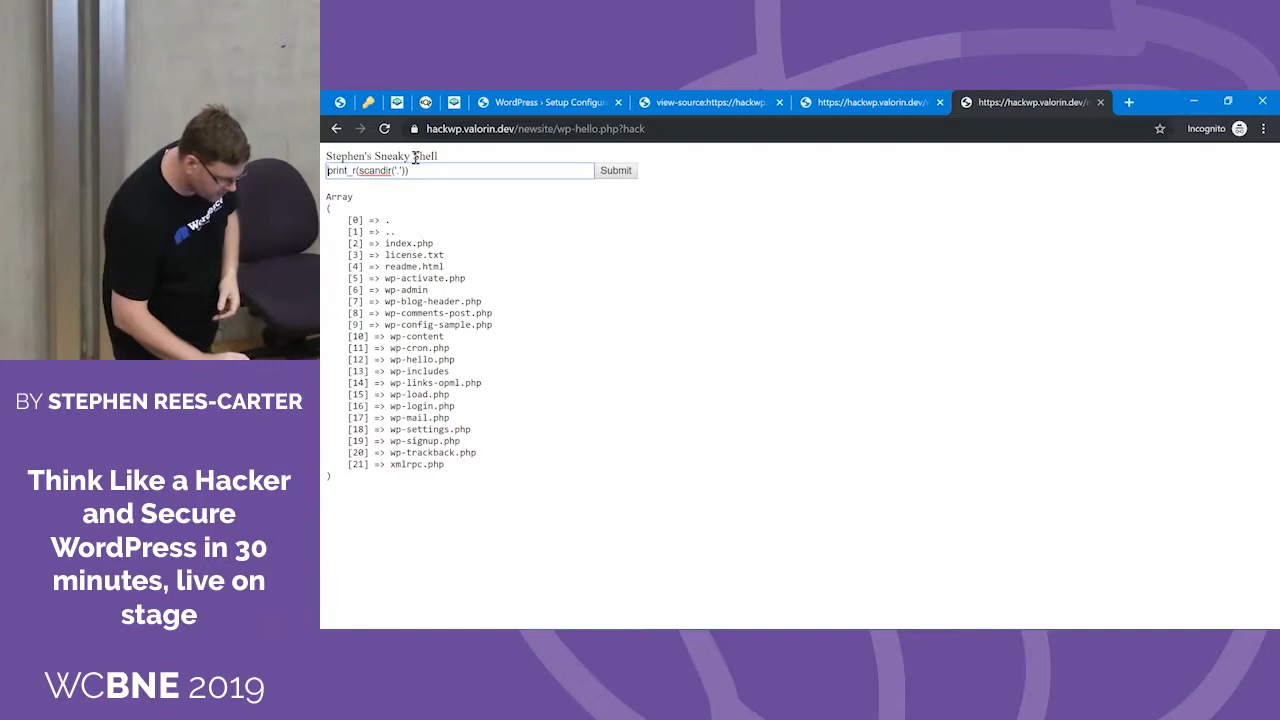 WordPress › Setup Configur
view-source:https://hackwp.
https://hackwp.valorin.dev/
https://hackwp.valorin.dev/
hackwp.valorin.dev/newsite/wp-hello.php?hack
Incognito
Stephen's Sneaky Shell
print_r(scandir('.'))
Submit
Array
(
[0] => .
[1] => ..
[2] => index.php
[3] => license.txt
[4] => readme.html
[5] => wp-activate.php
[6] => wp-admin
[7] => wp-blog-header.php
[8] => wp-comments-post.php
[9] => wp-config-sample.php
[10] => wp-content
[11] => wp-cron.php
[12] => wp-hello.php
[13] => wp-includes
[14] => wp-links-opml.php
[15] => wp-load.php
[16] => wp-login.php
[17] => wp-mail.php
[18] => wp-settings.php
[19] => wp-signup.php
[20] => wp-trackback.php
[21] => xmlrpc.php
)
BY STEPHEN REES-CARTER
Think Like a Hacker
and Secure
WordPress in 30
minutes, live on
stage
WCBNE 2019